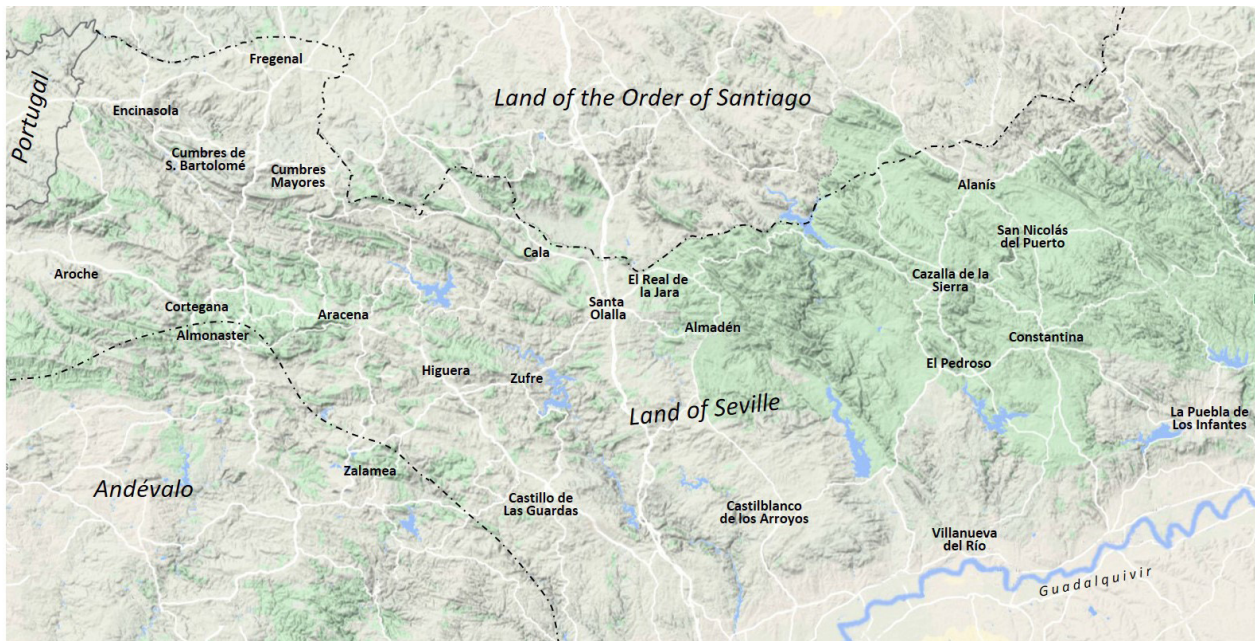 Portugal
Fregenal
Land of the Order of Santiago
Encinasola
Cumbres de
S. Bartolomé
Cumbres
Mayores
Alanís
San Nicolás
del Puerto
Cala
Aroche
El Real de
la Jara
Cazalla de la
Sierra
Santa
Olalla
Cortegana
Aracena
Almonaster
Almadén
Constantina
Higuera
Zufre
El Pedroso
Land of Seville
La Puebla de
Los Infantes
Zalamea
Andévalo
Castillo de
Las Guardas
Castilblanco
de los Arroyos
Villanueva
del Río
Guadalquivir